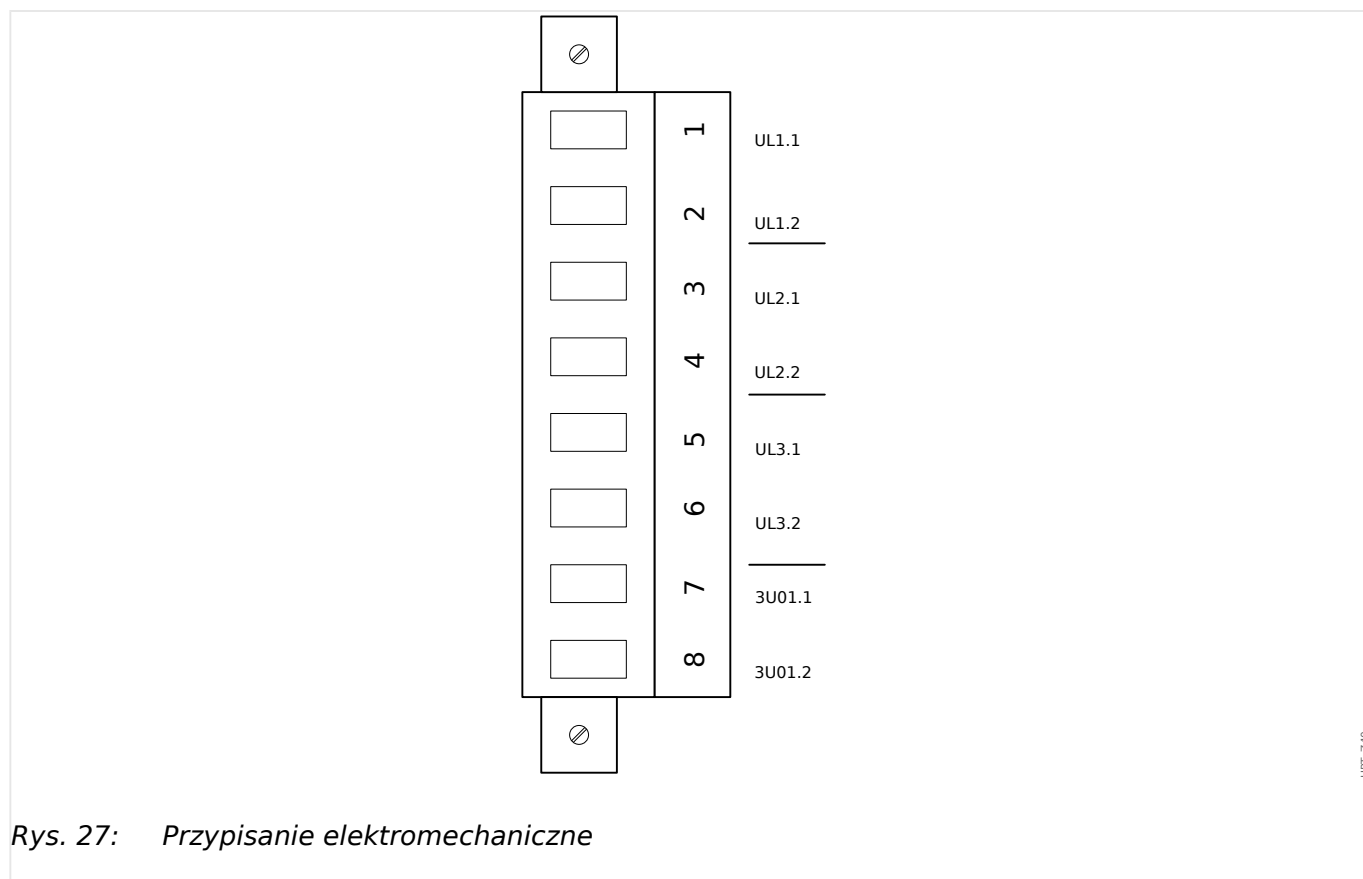 1 UL1.1
2 UL1.2
3 UL2.1
4 UL2.2
5 UL3.1
6 UL3.2
7 3U01.1
8 3U01.2
Rys. 27: Przypisanie elektromechaniczne